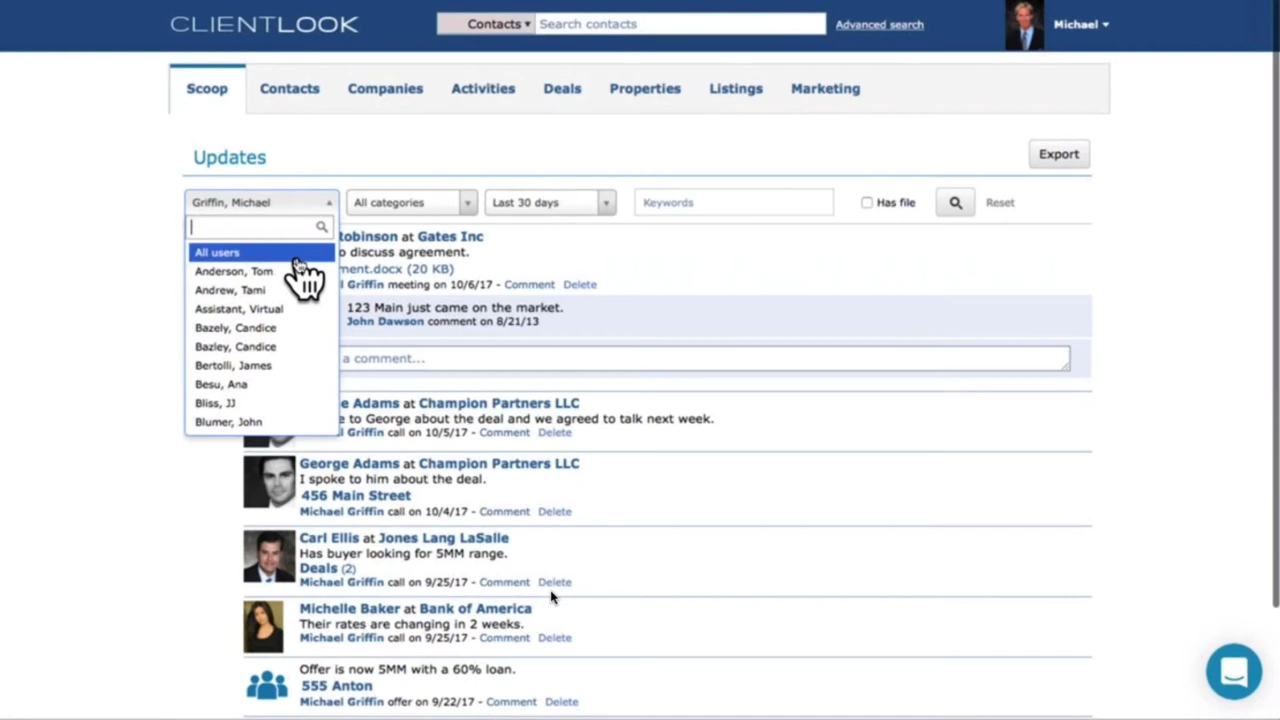 CLIENTLOOK
Contacts
Search contacts
Advanced search
Michael
Scoop
Contacts
Companies
Activities
Deals
Properties
Listings
Marketing
Updates
Export
Griffin, Michael
All categories
Last 30 days
Keywords
Has file
Reset
All users
Anderson, Tom
Andrew, Tami
Assistant, Virtual
Bazely, Candice
Bazley, Candice
Bertolli, James
Besu, Ana
Bliss, JJ
Blumer, John
obinson at Gates Inc
o discuss agreement.
ment.docx (20 KB)
l Griffin meeting on 10/6/17 - Comment Delete
123 Main just came on the market.
John Dawson comment on 8/21/13
a comment...
e Adams at Champion Partners LLC
e to George about the deal and we agreed to talk next week.
l Griffin call on 10/5/17 - Comment Delete
George Adams at Champion Partners LLC
I spoke to him about the deal.
456 Main Street
Michael Griffin call on 10/4/17 - Comment Delete
Carl Ellis at Jones Lang LaSalle
Has buyer looking for 5MM range.
Deals (2)
Michael Griffin call on 9/25/17 - Comment Delete
Michelle Baker at Bank of America
Their rates are changing in 2 weeks.
Michael Griffin call on 9/25/17 - Comment Delete
Offer is now 5MM with a 60% loan.
555 Anton
Michael Griffin offer on 9/22/17 - Comment Delete